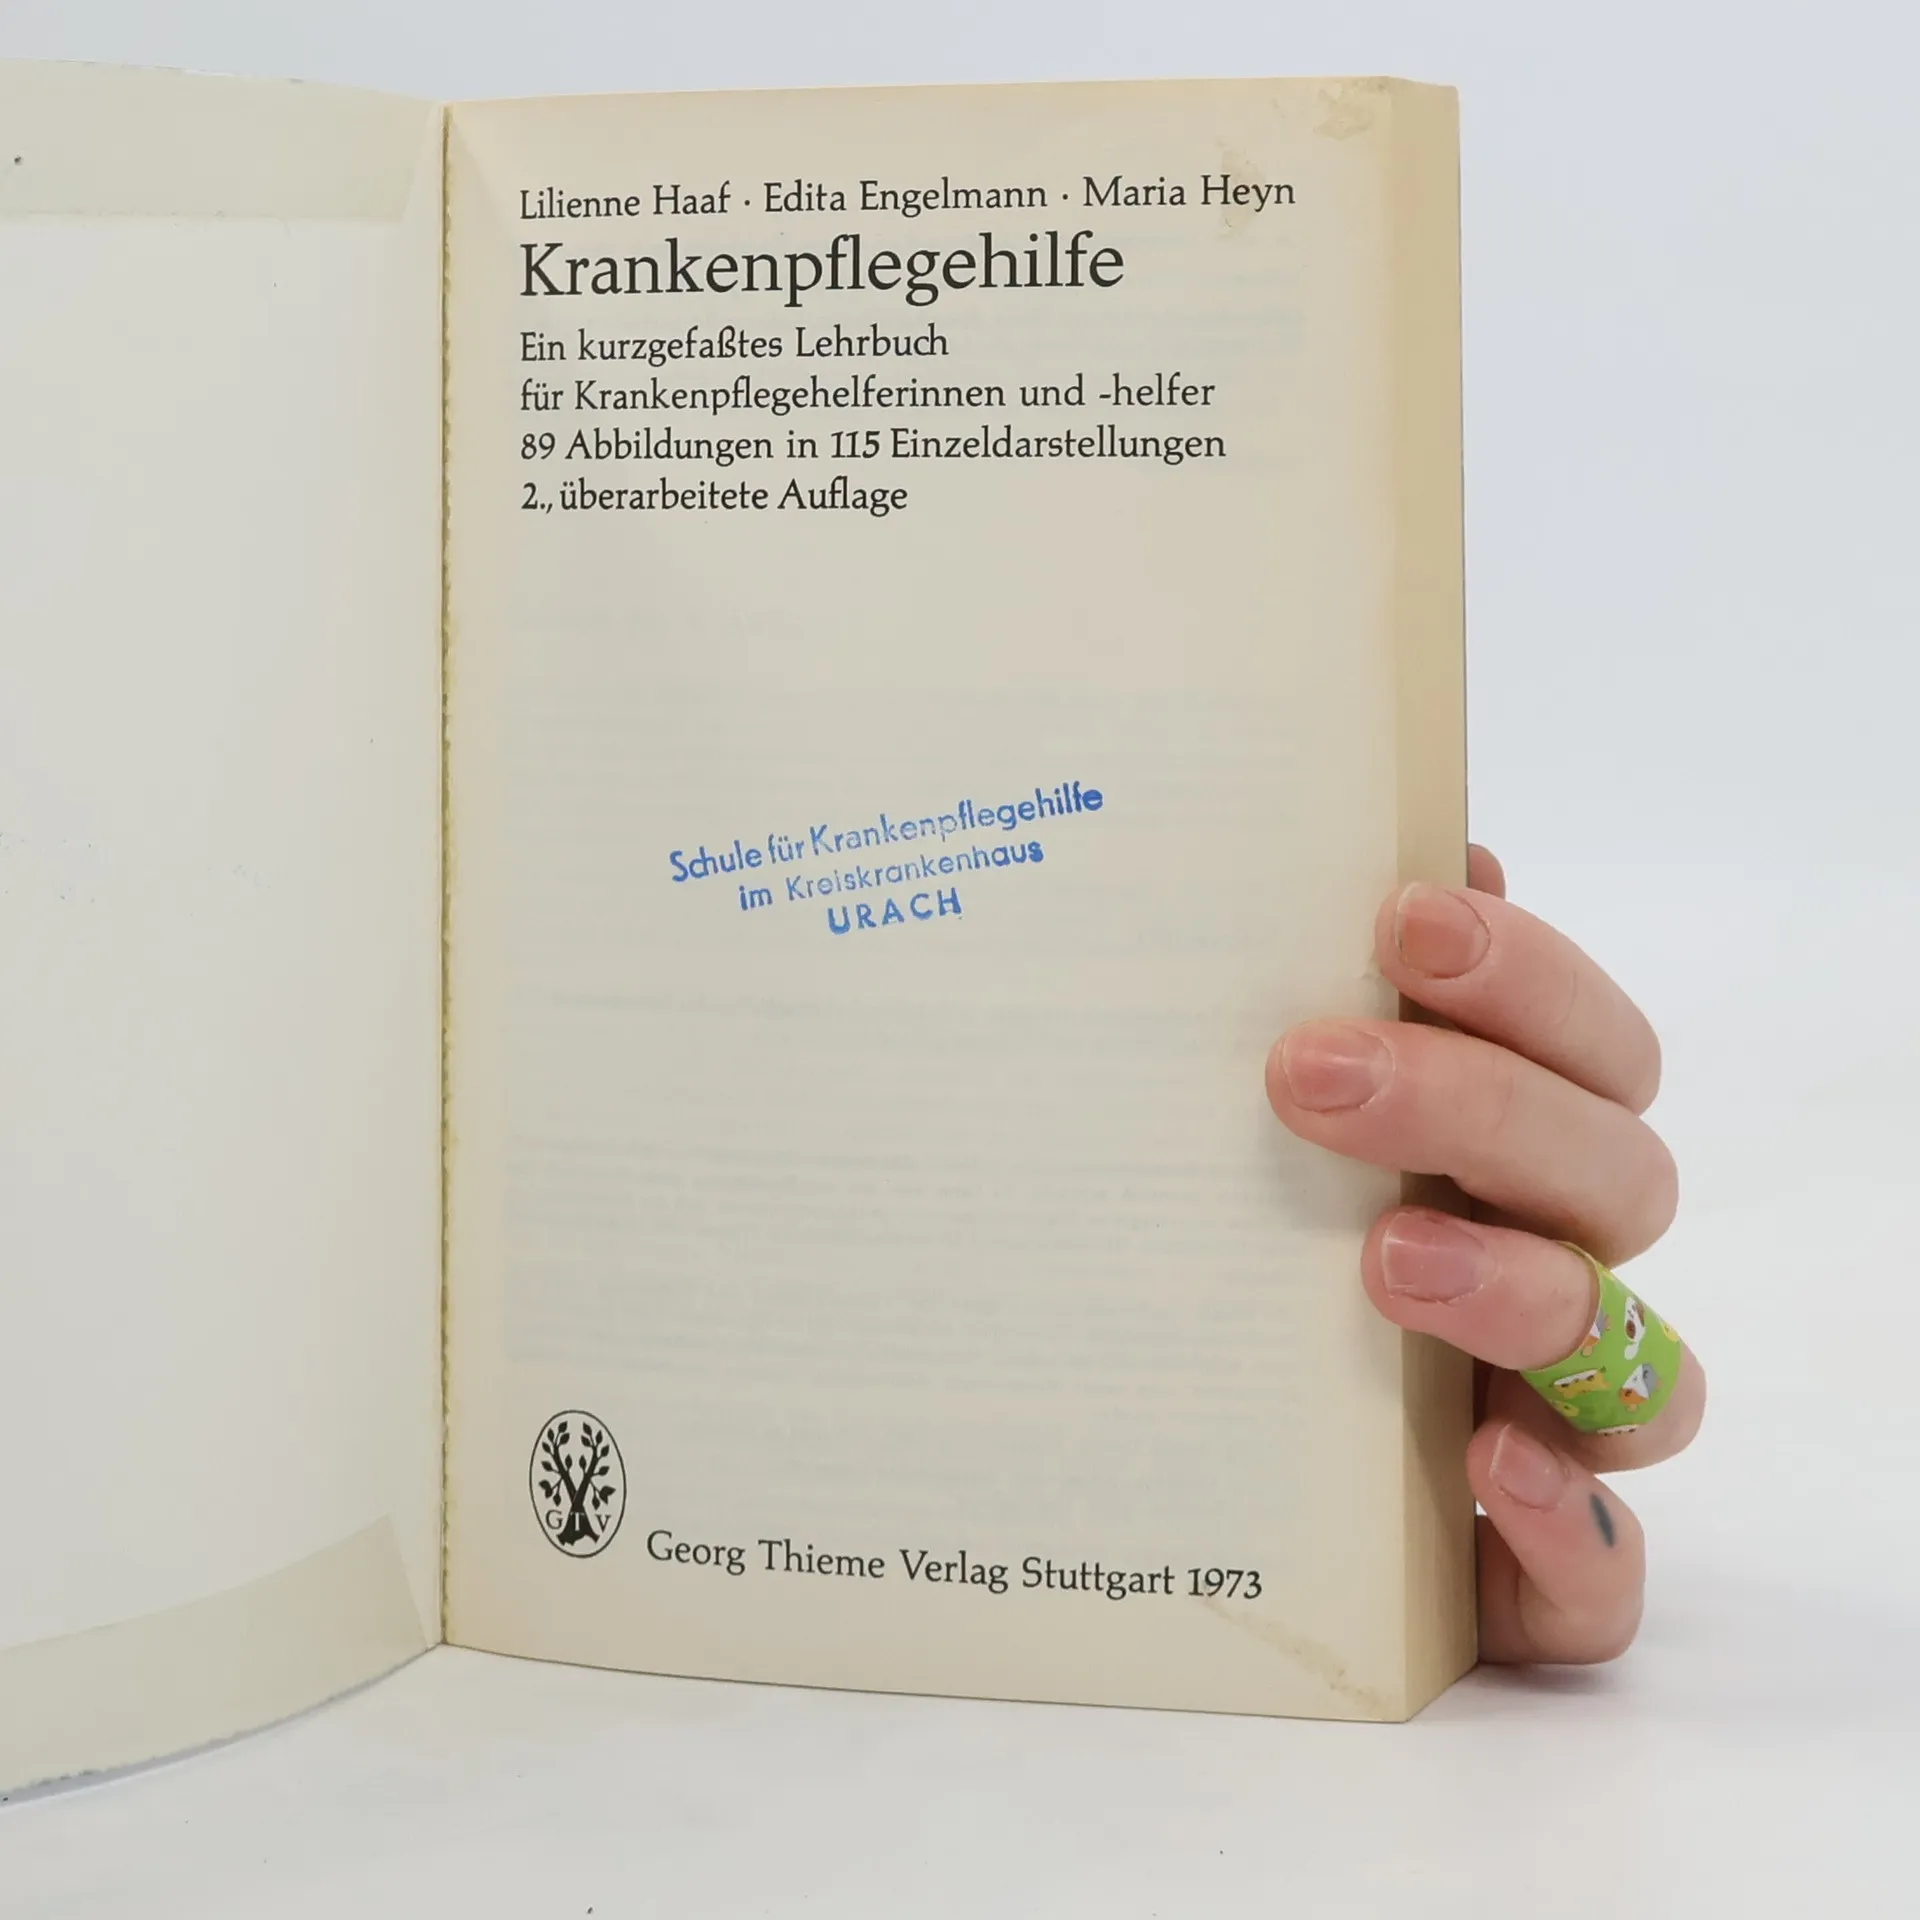 Lilienne Haaf · Edita Engelmann · Maria Heyn
Krankenpflegehilfe
Ein kurzgefaßtes Lehrbuch
für Krankenpflegehelferinnen und -helfer
89 Abbildungen in 115 Einzeldarstellungen
2., überarbeitete Auflage
Schule für Krankenpflegehilfe
im Kreiskrankenhaus
URACH
G T V
Georg Thieme Verlag Stuttgart 1973